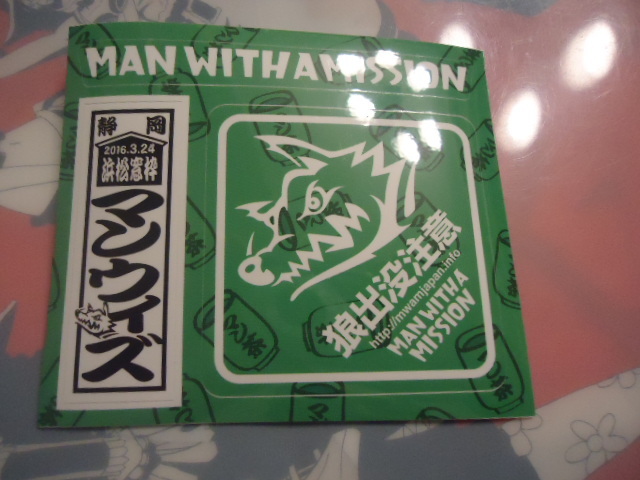 MAN WITH A MISSION
静岡
2016.3.24
浜松窓枠
マンウィズ
狼出没注意
http://mwamjapan.info
MAN WITH A
MISSION